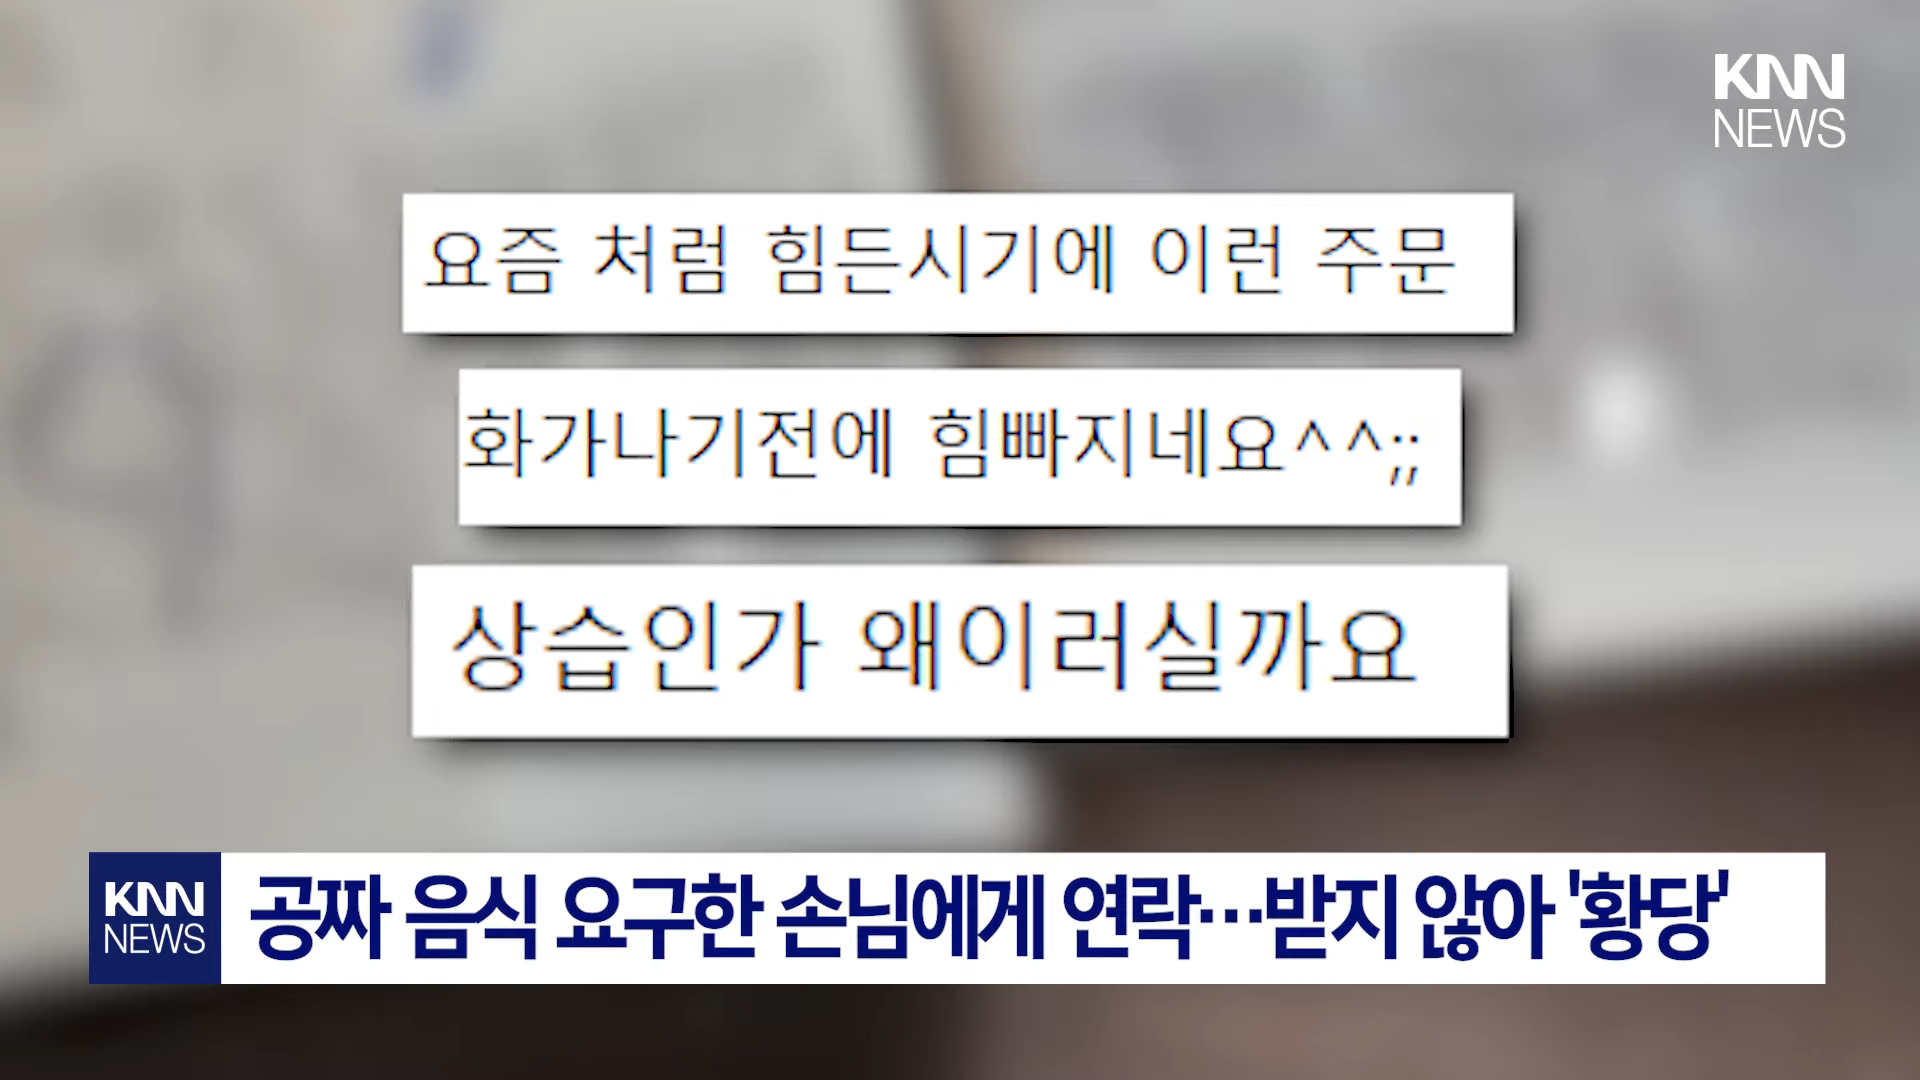 KNN
NEWS
요즘 처럼 힘든시기에 이런 주문
화가나기전에 힘빠지네요^^;;
상습인가 왜이러실까요
KNN
NEWS
공짜 음식 요구한 손님에게 연락…받지 않아 '황당'